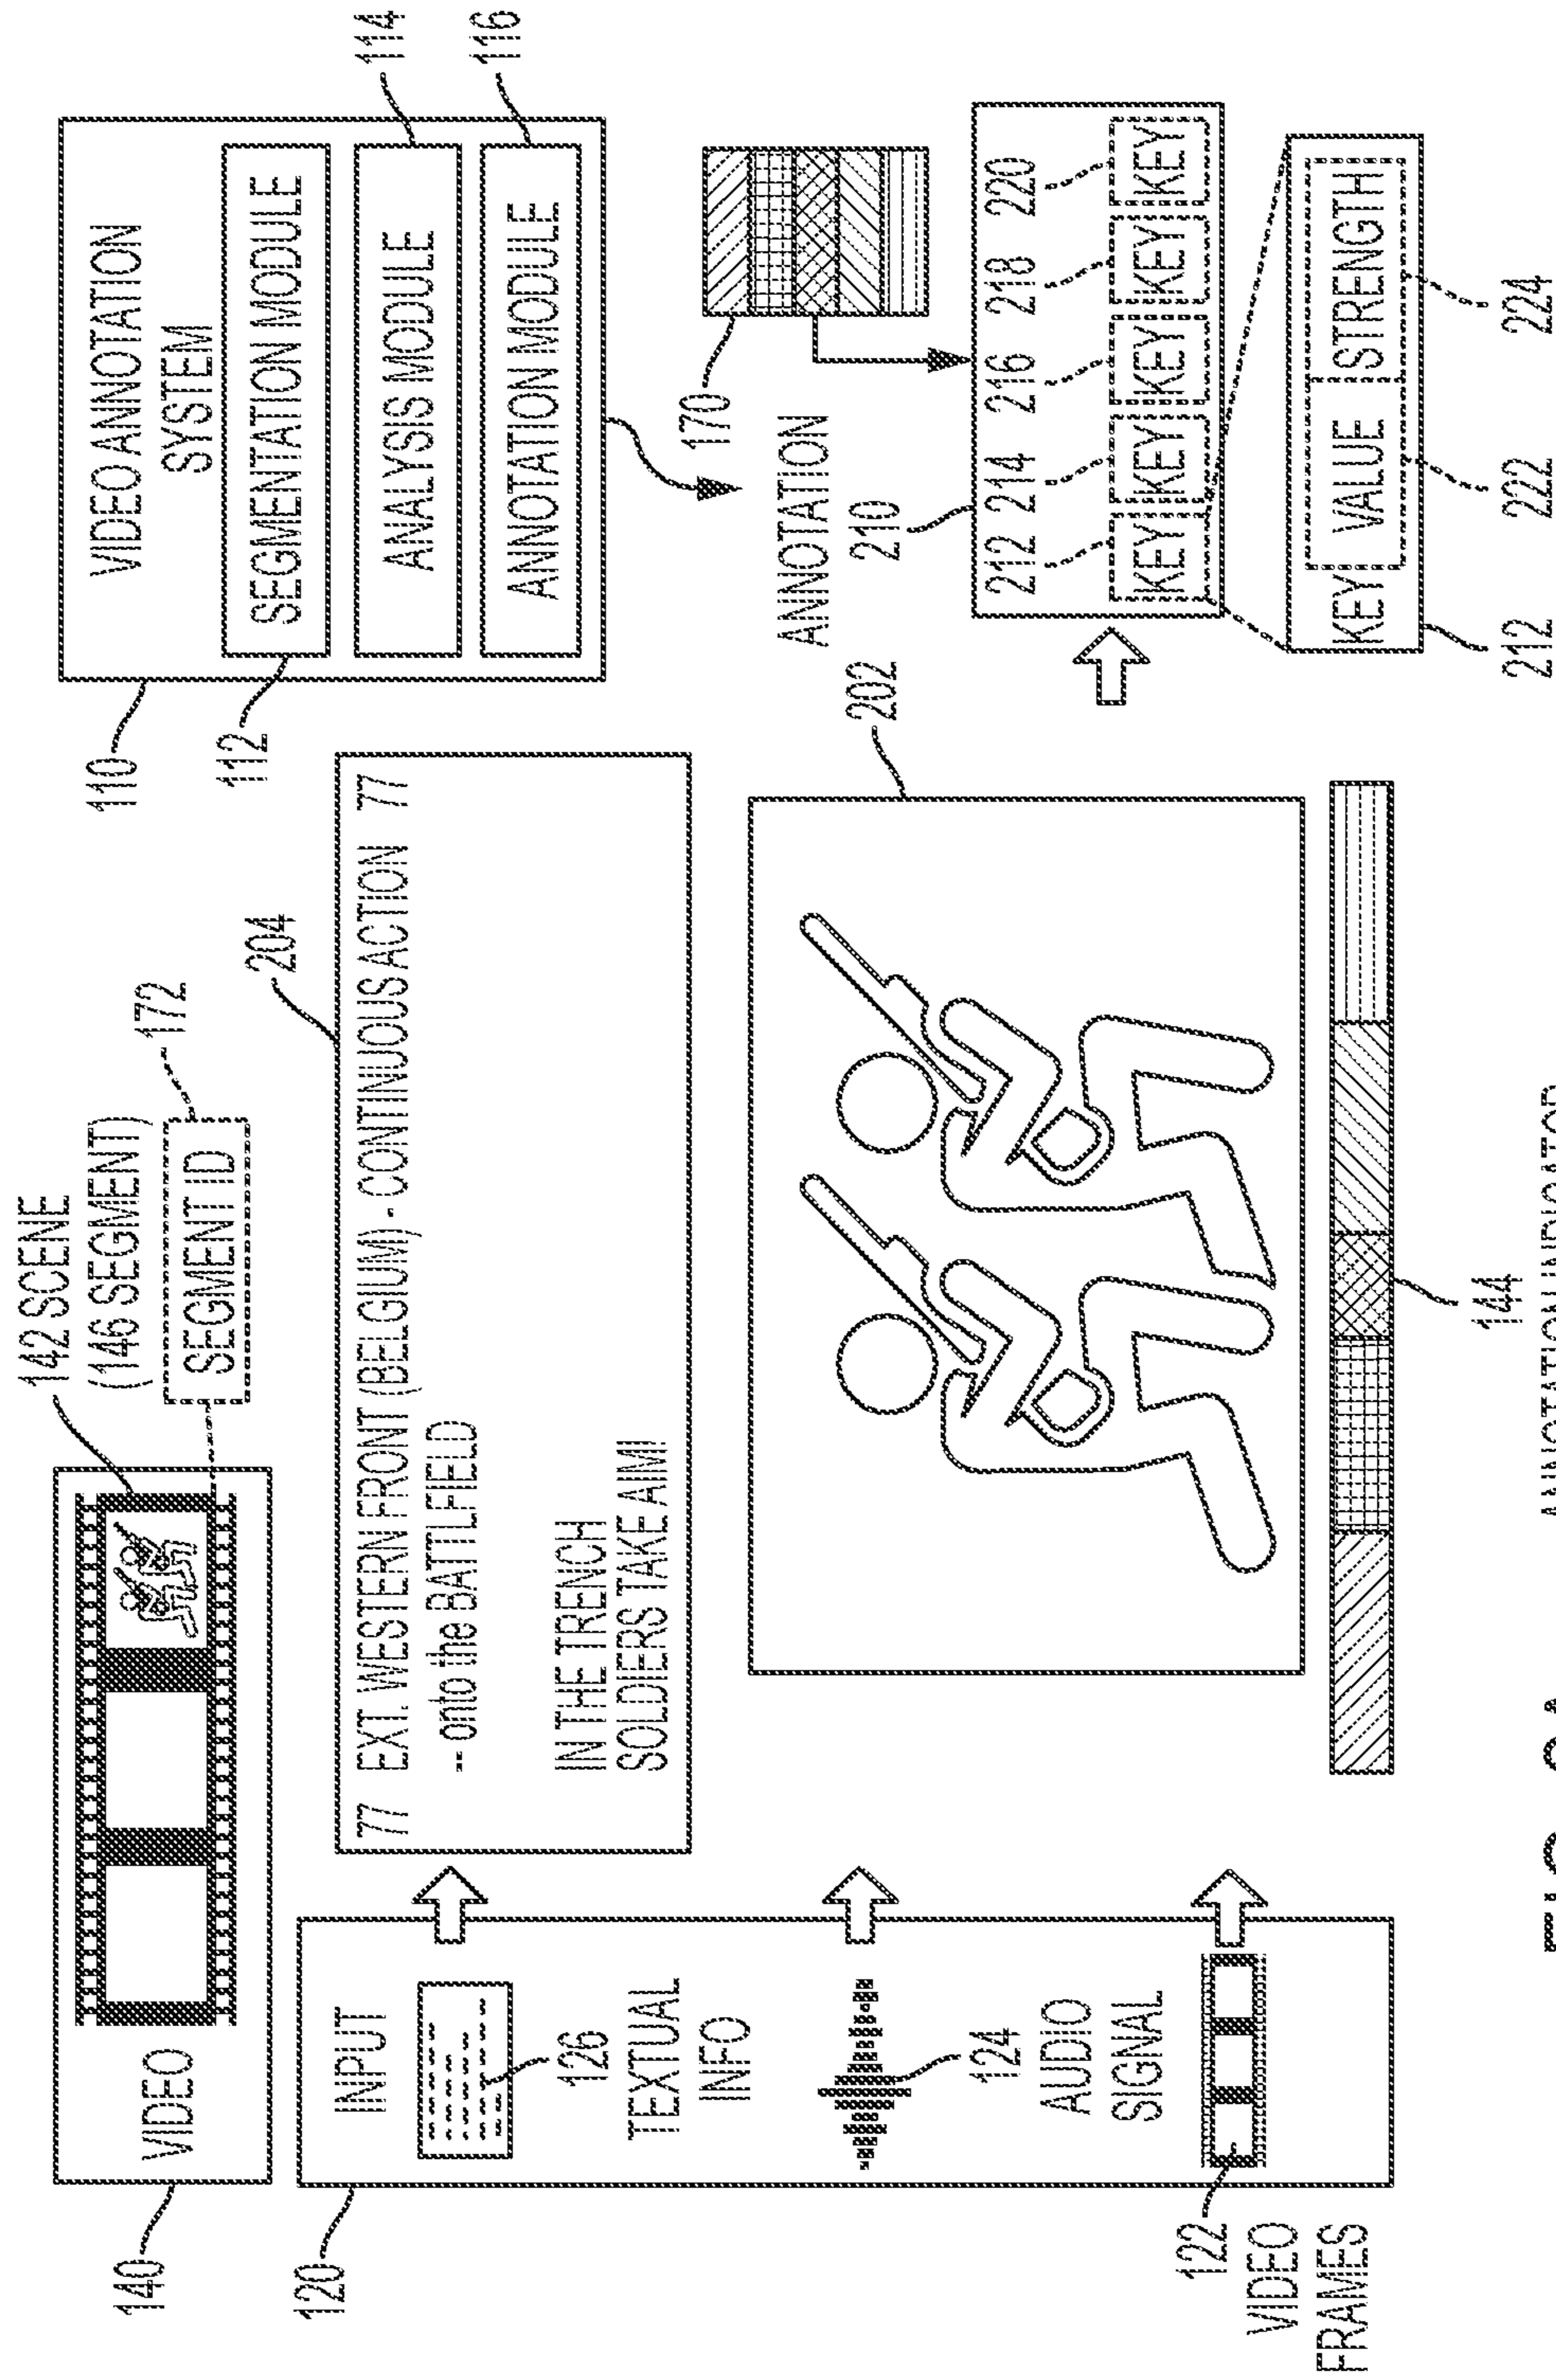 140
VIDEO
142 SCENE
(146 SEGMENT)
SEGMENT ID
172
110
VIDEO ANNOTATION
SYSTEM
112
SEGMENTATION MODULE
ANALYSIS MODULE
114
ANNOTATION MODULE
116
120
INPUT
126
TEXTUAL
INFO
124
AUDIO
SIGNAL
122
VIDEO
FRAMES
204
77 EXT. WESTERN FRONT (BELGIUM) - CONTINUOUS ACTION 77
-- onto the BATTLFIELD
IN THE TRENCH
SOLDIERS TAKE AIM!
202
144
ANNOTATION INDICATOR
170
ANNOTATION
210
212 214 216 218 220
KEY KEY KEY KEY KEY
KEY VALUE STRENGTH
212 222 224